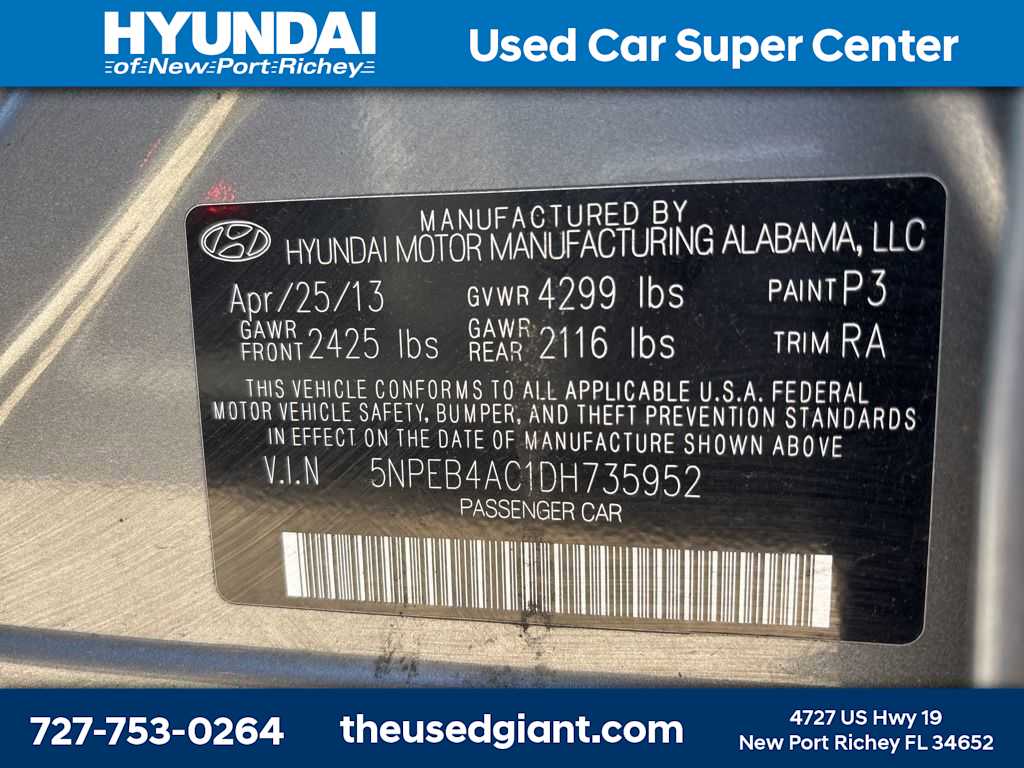 HYUNDAI
of New Port Richey
Used Car Super Center
MANUFACTURED BY
HYUNDAI MOTOR MANUFACTURING ALABAMA, LLC
Apr/25/13 GVWR 4299 lbs PAINT P3
GAWR FRONT 2425 lbs GAWR REAR 2116 lbs TRIM RA
THIS VEHICLE CONFORMS TO ALL APPLICABLE U.S.A. FEDERAL
MOTOR VEHICLE SAFETY, BUMPER, AND THEFT PREVENTION STANDARDS
IN EFFECT ON THE DATE OF MANUFACTURE SHOWN ABOVE
V.I.N 5NPEB4AC1DH735952
PASSENGER CAR
727-753-0264
theusedgiant.com
4727 US Hwy 19
New Port Richey FL 34652